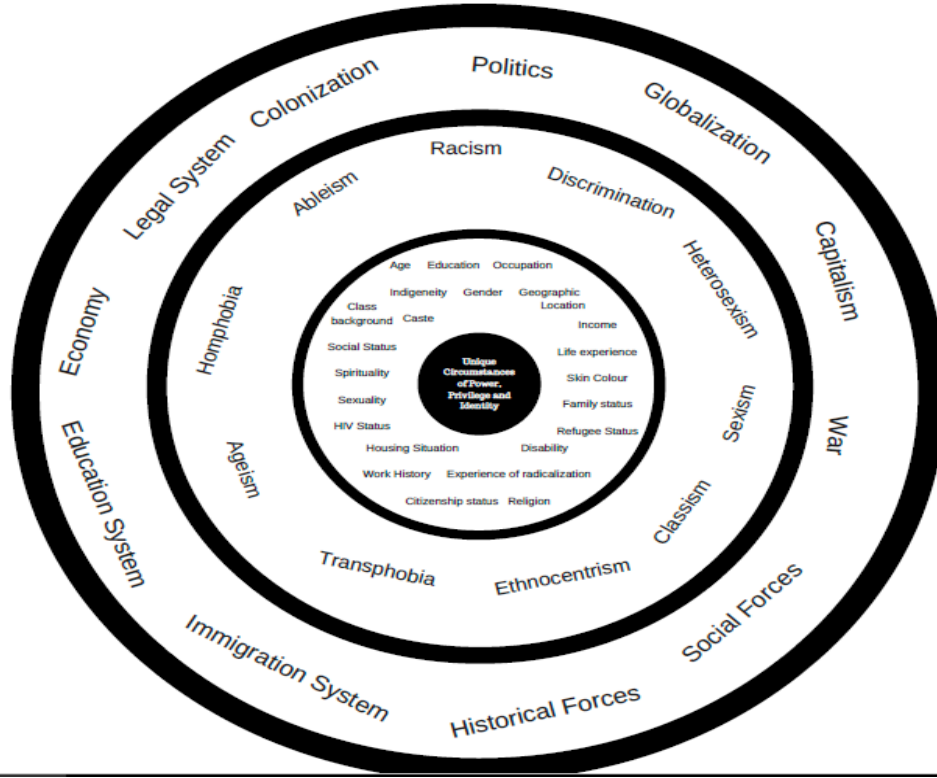 Politics
Colonization
Globalization
Legal System
Capitalism
Economy
War
Education System
Social Forces
Immigration System
Historical Forces
Racism
Ableism
Discrimination
Heterosexism
Homphobia
Sexism
Ageism
Classism
Transphobia
Ethnocentrism
Age Education Occupation
Indigeneity Gender Geographic
Location
Class
background Caste
Income
Social Status
Life experience
Spirituality
Skin Colour
Sexuality
Family status
HIV Status
Refugee Status
Housing Situation Disability
Work History Experience of radicalization
Citizenship status Religion
Unique
Circumstances
of Power,
Privilege and
Identity